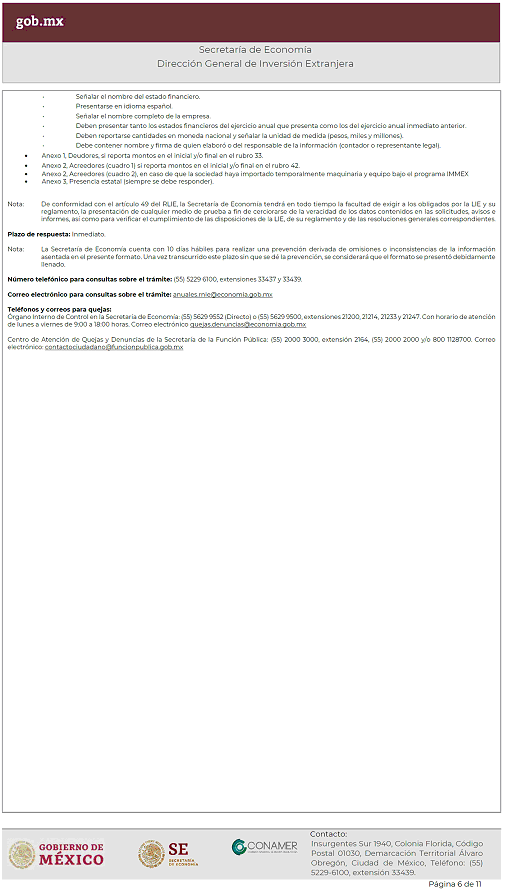 gob.mx
Secretaría de Economía
Dirección General de Inversión Extranjera
- Señalar el nombre del estado financiero.
- Presentarse en idioma español.
- Señalar el nombre completo de la empresa.
- Deben presentar tanto los estados financieros del ejercicio anual que presenta como los del ejercicio anual inmediato anterior.
- Deben reportarse cantidades en moneda nacional y señalar la unidad de medida (pesos, miles y millones).
- Debe contener nombre y firma de quien elaboró o del responsable de la información (contador o representante legal).
• Anexo 1, Deudores, si reporta montos en el inicial y/o final en el rubro 33.
• Anexo 2, Acreedores (cuadro 1) si reporta montos en el inicial y/o final en el rubro 42.
• Anexo 2, Acreedores (cuadro 2), en caso de que la sociedad haya importado temporalmente maquinaria y equipo bajo el programa IMMEX
• Anexo 3, Presencia estatal (siempre se debe responder).
Nota: De conformidad con el artículo 49 del RLIE, la Secretaría de Economía tendrá en todo tiempo la facultad de exigir a los obligados por la LIE y su
reglamento, la presentación de cualquier medio de prueba a fin de cerciorarse de la veracidad de los datos contenidos en las solicitudes, avisos e
informes, así como para verificar el cumplimiento de las disposiciones de la LIE, de su reglamento y de las resoluciones generales correspondientes.
Plazo de respuesta: Inmediato.
Nota: La Secretaría de Economía cuenta con 10 días hábiles para realizar una prevención derivada de omisiones o inconsistencias de la información
asentada en el presente formato. Una vez transcurrido este plazo sin que se dé la prevención, se considerará que el formato se presentó debidamente
llenado.
Número telefónico para consultas sobre el trámite: (55) 5229 6100, extensiones 33437 y 33439.
Correo electrónico para consultas sobre el trámite: anuales.rnie@economia.gob.mx
Teléfonos y correos para quejas:
Órgano Interno de Control en la Secretaría de Economía: (55) 5629 9552 (Directo) o (55) 5629 9500, extensiones 21200, 21214, 21233 y 21247. Con horario de atención
de lunes a viernes de 9:00 a 18:00 horas. Correo electrónico quejas.denuncias@economia.gob.mx
Centro de Atención de Quejas y Denuncias de la Secretaría de la Función Pública: (55) 2000 3000, extensión 2164, (55) 2000 2000 y/o 800 1128700. Correo
electrónico: contactociudadano@funcionpublica.gob.mx
GOBIERNO DE
MÉXICO
SE
SECRETARÍA
DE ECONOMÍA
CONAMER
Contacto:
Insurgentes Sur 1940, Colonia Florida, Código
Postal 01030, Demarcación Territorial Álvaro
Obregón, Ciudad de México, Teléfono: (55)
5229-6100, extensión 33439.
Página 6 de 11